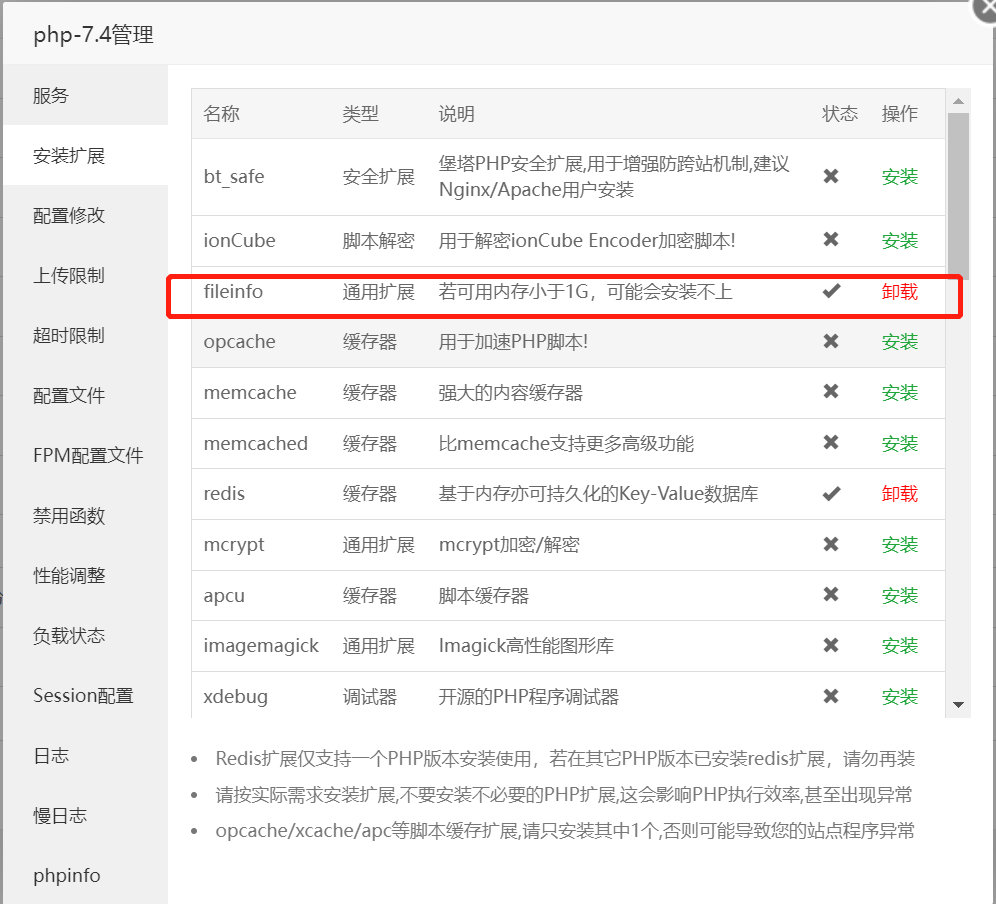 php-7.4管理
服务
安装扩展
配置修改
上传限制
超时限制
配置文件
FPM配置文件
禁用函数
性能调整
负载状态
Session配置
日志
慢日志
phpinfo
名称 类型 说明 状态 操作
bt_safe 安全扩展 堡塔PHP安全扩展,用于增强防跨站机制,建议
Nginx/Apache用户安装 安装
ionCube 脚本解密 用于解密ionCube Encoder加密脚本! 安装
fileinfo 通用扩展 若可用内存小于1G，可能会安装不上 卸载
opcache 缓存器 用于加速PHP脚本! 安装
memcache 缓存器 强大的内容缓存器 安装
memcached 缓存器 比memcache支持更多高级功能 安装
redis 缓存器 基于内存亦可持久化的Key-Value数据库 卸载
mcrypt 通用扩展 mcrypt加密/解密 安装
apcu 缓存器 脚本缓存器 安装
imagemagick 通用扩展 Imagick高性能图形库 安装
xdebug 调试器 开源的PHP程序调试器 安装
Redis扩展仅支持一个PHP版本安装使用，若在其它PHP版本已安装redis扩展，请勿再装
请按实际需求安装扩展,不要安装不必要的PHP扩展,这会影响PHP执行效率,甚至出现异常
opcache/xcache/apc等脚本缓存扩展,请只安装其中1个,否则可能导致您的站点程序异常